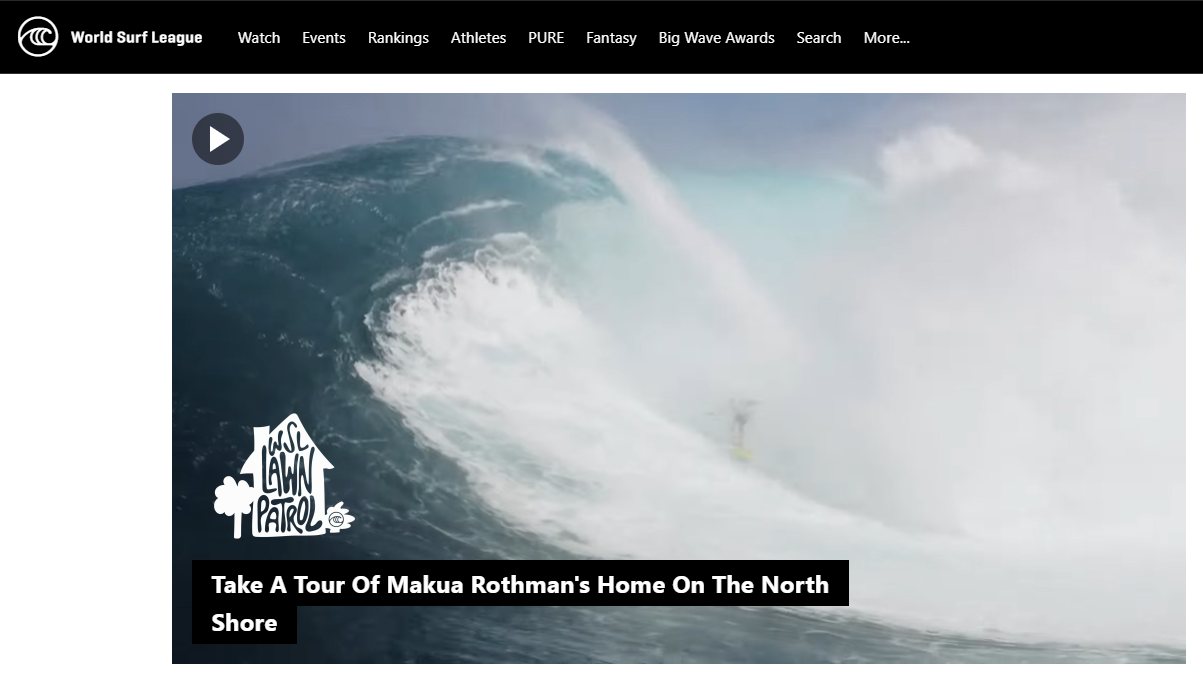 World Surf League Watch Events Rankings Athletes PURE Fantasy Big Wave Awards Search More...
WSL
LAWN
PATROL
Take A Tour Of Makua Rothman's Home On The North
Shore